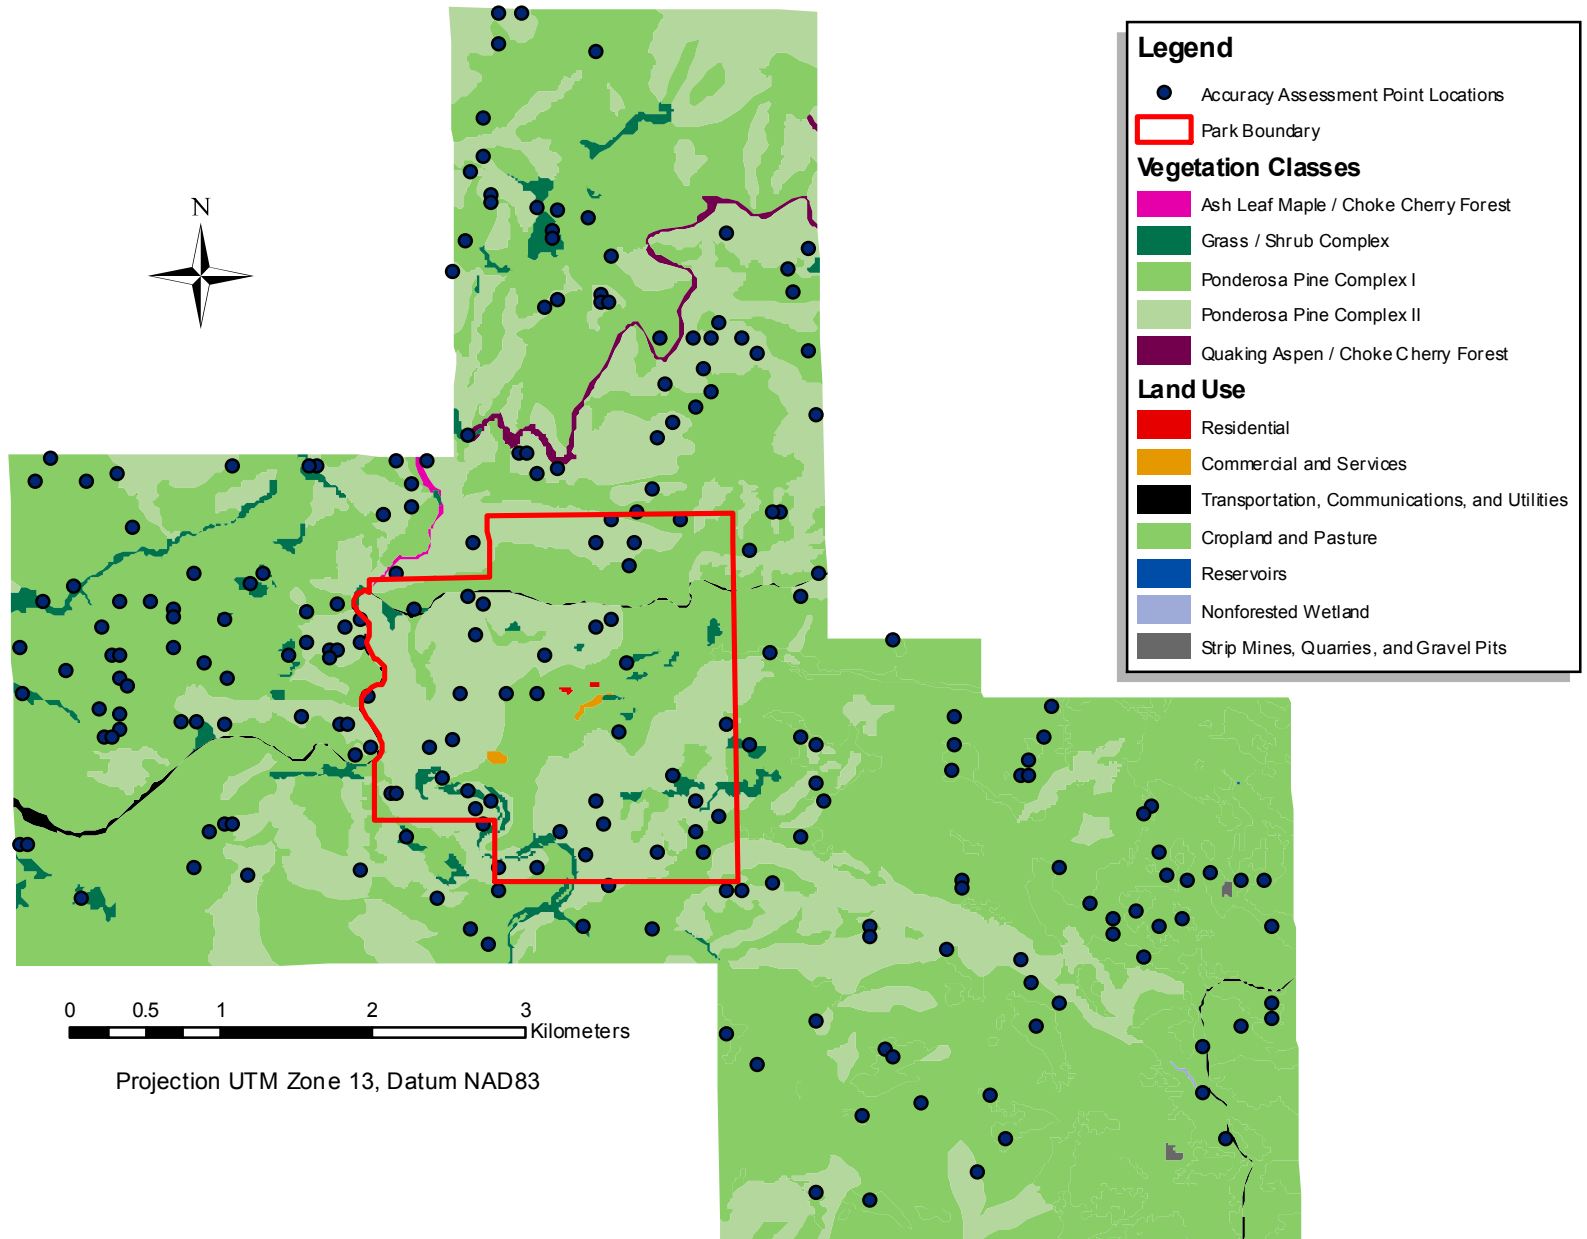 N
Legend
Accuracy Assessment Point Locations
Park Boundary
Vegetation Classes
Ash Leaf Maple / Choke Cherry Forest
Grass / Shrub Complex
Ponderosa Pine Complex I
Ponderosa Pine Complex II
Quaking Aspen / Choke Cherry Forest
Land Use
Residential
Commercial and Services
Transportation, Communications, and Utilities
Cropland and Pasture
Reservoirs
Nonforested Wetland
Strip Mines, Quarries, and Gravel Pits
0 0.5 1 2 3
Kilometers
Projection UTM Zone 13, Datum NAD83